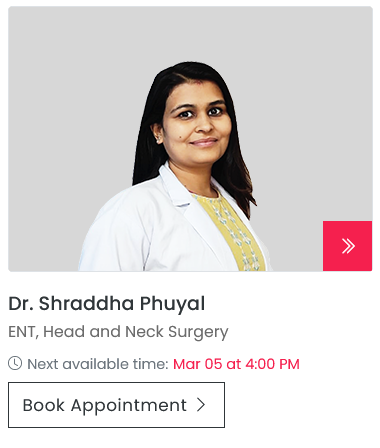 Dr. Shraddha Phuyal
ENT, Head and Neck Surgery
Next available time: Mar 05 at 4:00 PM
Book Appointment